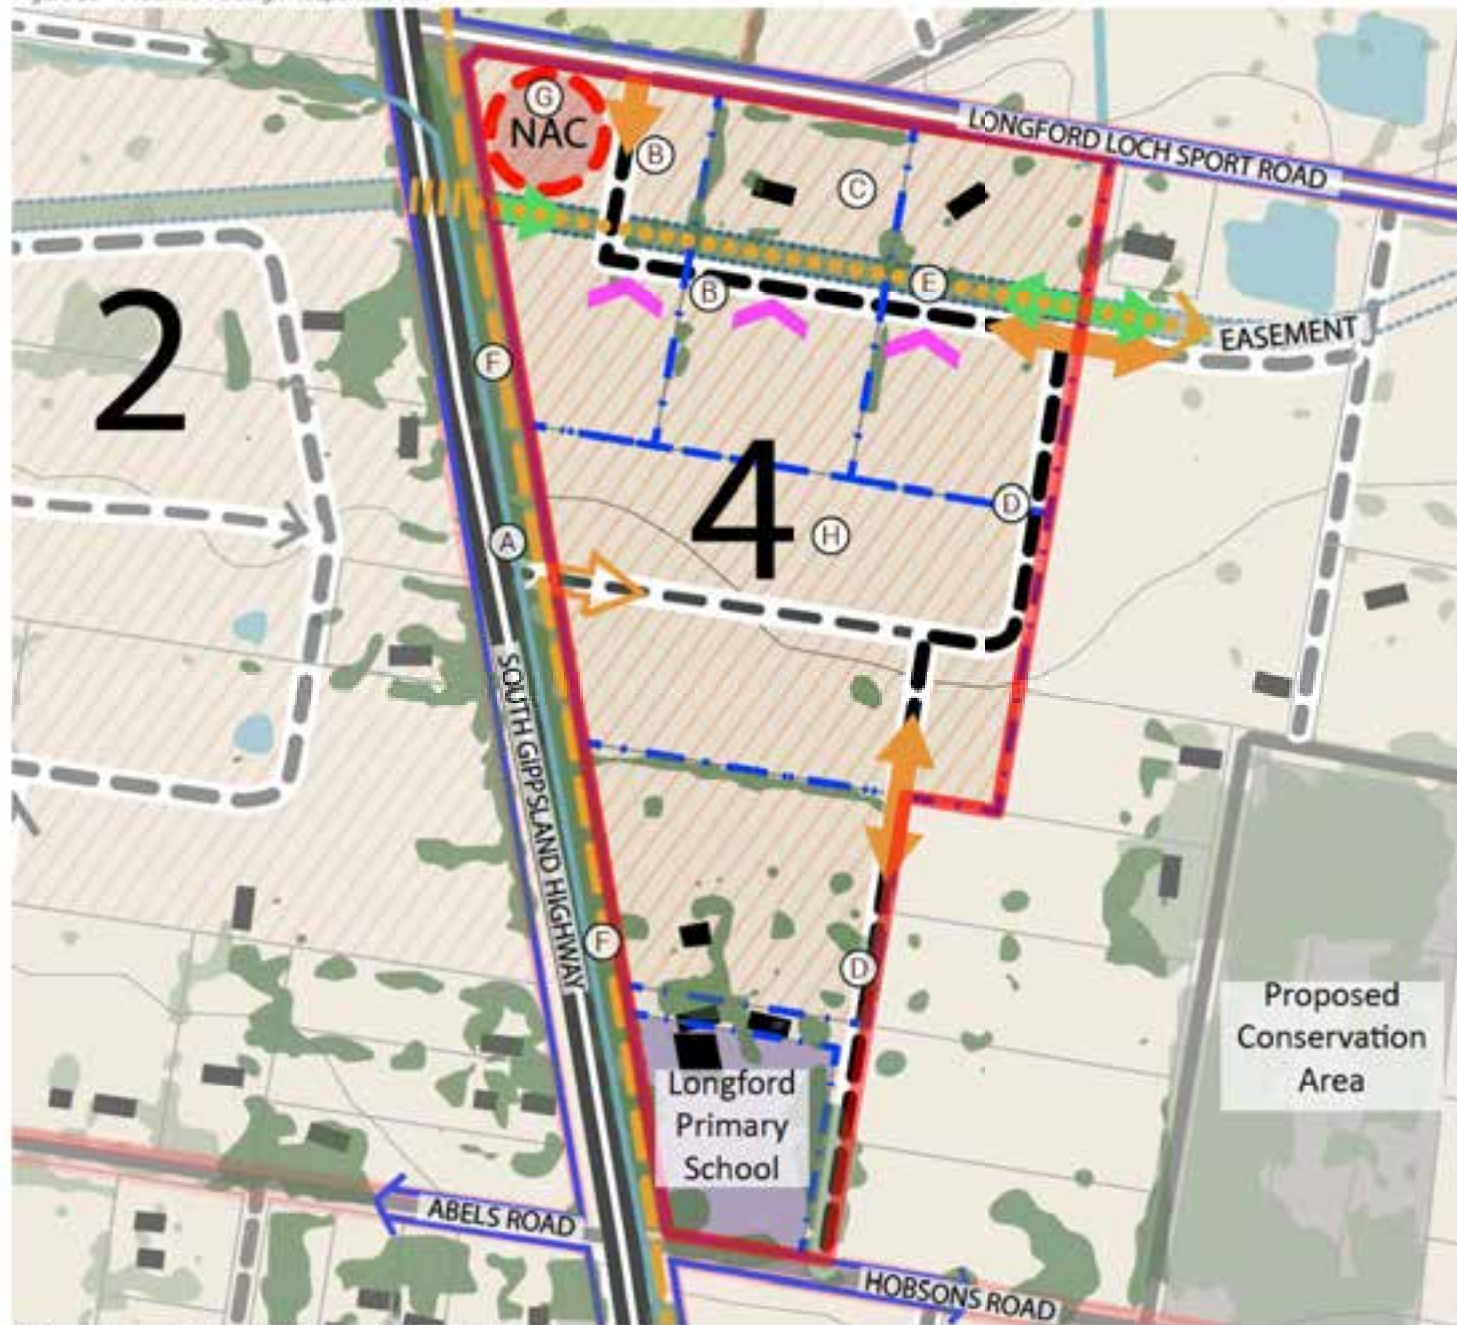 G
NAC
B
C
LONGFORD LOCH SPORT ROAD
E
B
EASEMENT
2
F
4
D
H
A
SOUTH GIPPSLAND HIGHWAY
F
D
Proposed
Conservation
Area
Longford
Primary
School
ABELS ROAD
HOBSONS ROAD